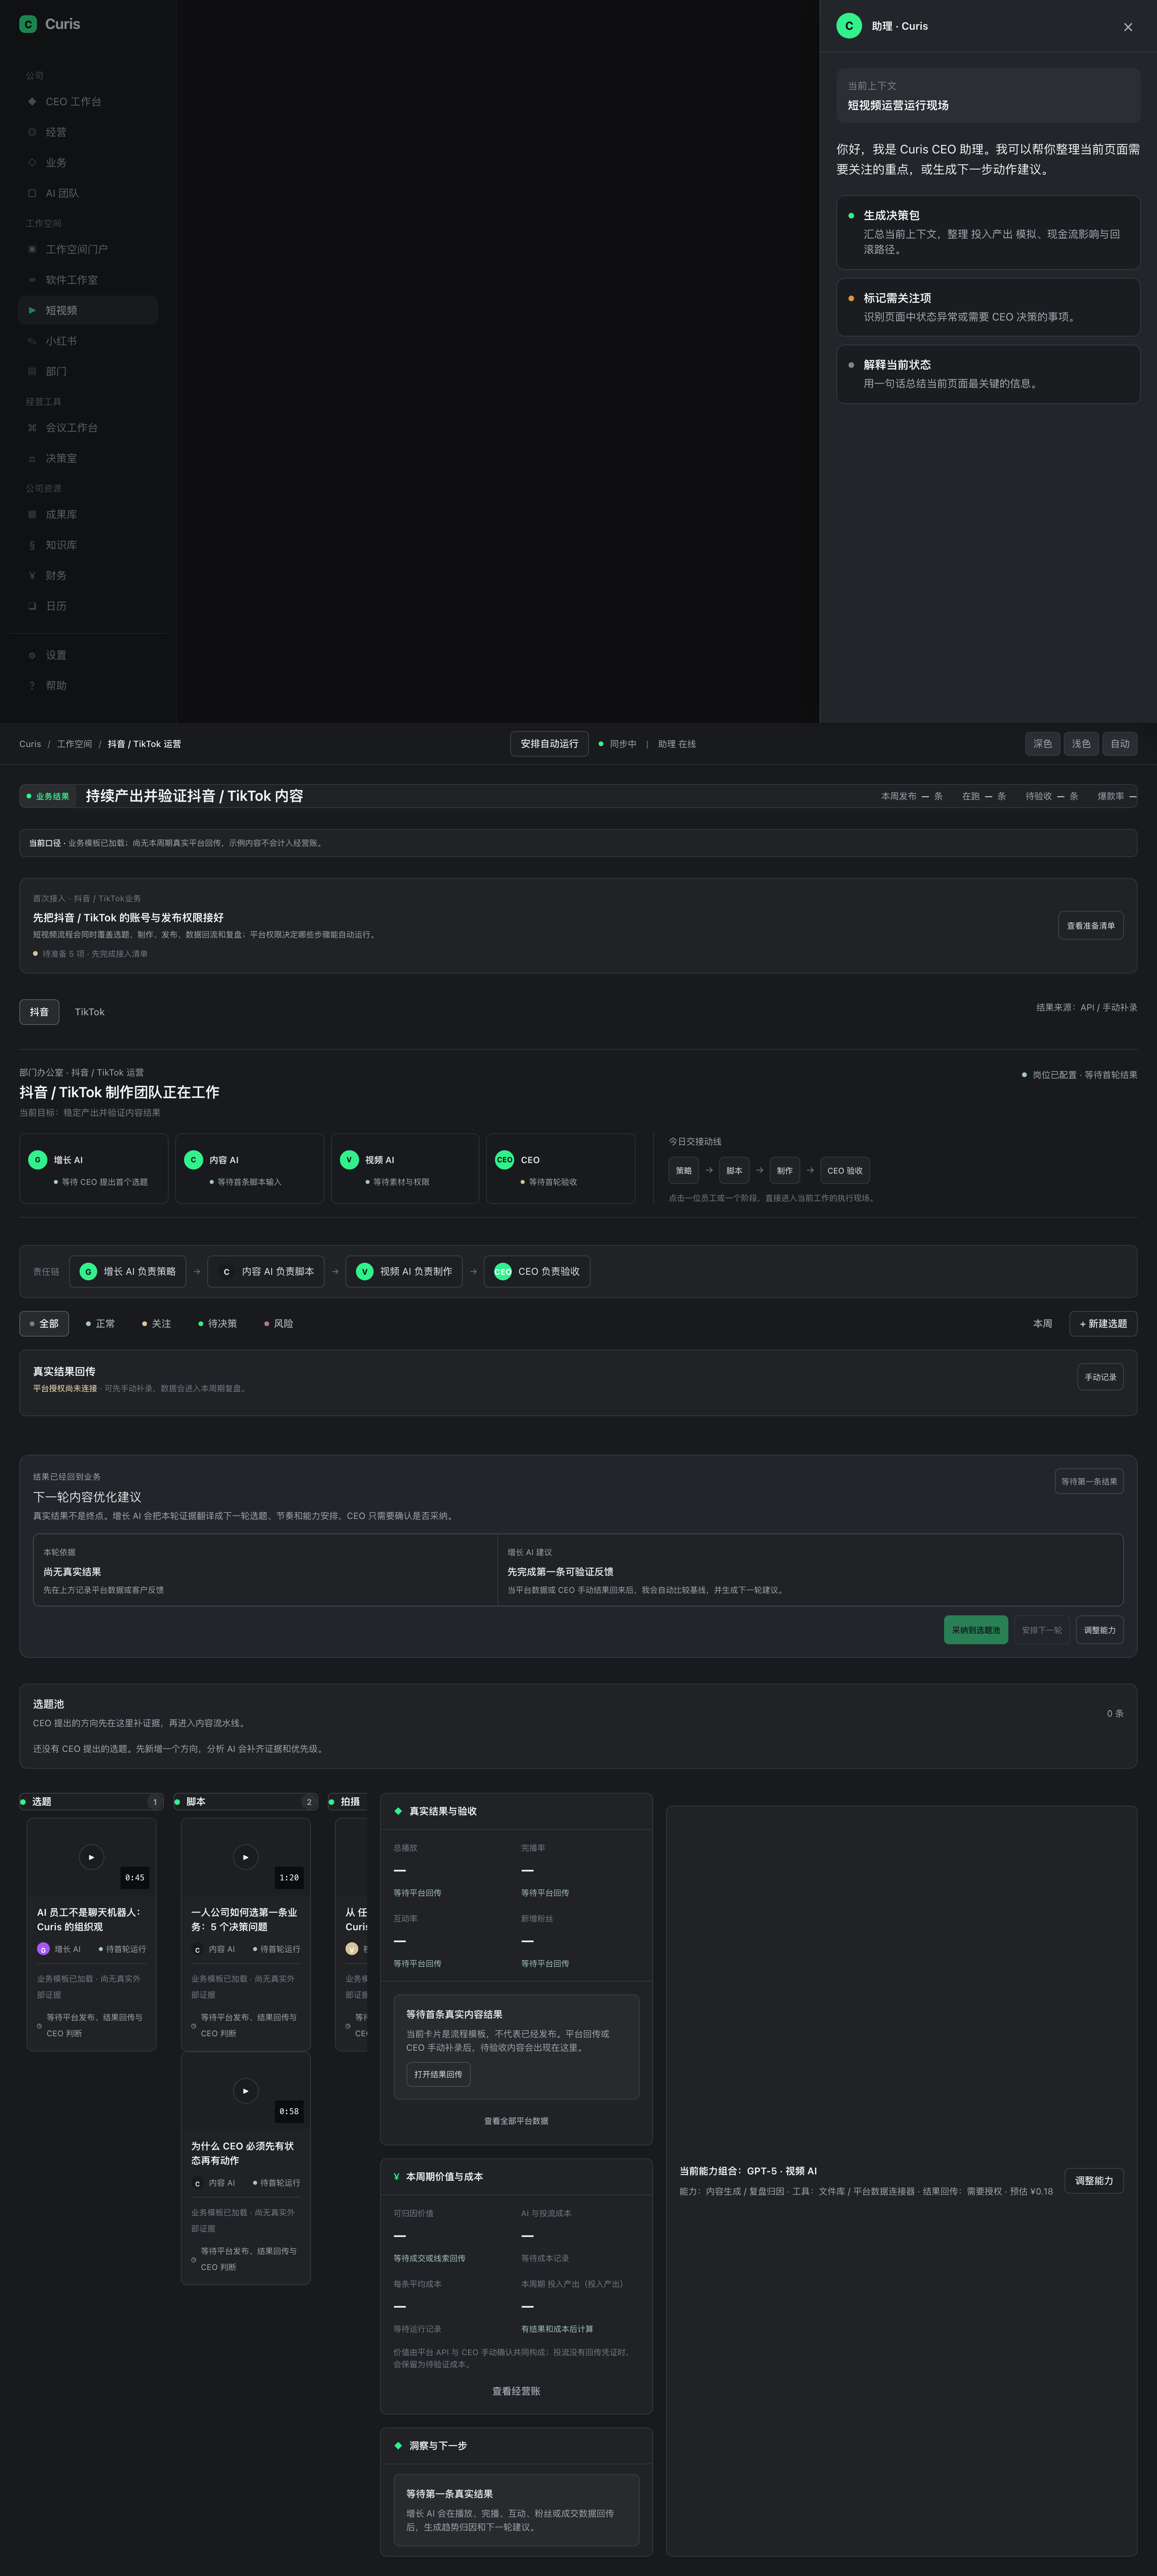 C Curis
公司
CEO 工作台
经营
业务
AI 团队
工作空间
工作空间门户
软件工作室
短视频
小红书
部门
经营工具
会议工作台
决策室
公司资源
成果库
§ 知识库
¥ 财务
日历
设置
? 帮助
C 助理 · Curis ×
当前上下文
短视频运营运行现场
你好，我是 Curis CEO 助理。我可以帮你整理当前页面需
要关注的重点，或生成下一步动作建议。
生成决策包
汇总当前上下文，整理 投入产出 模拟、现金流影响与回
滚路径。
标记需关注项
识别页面中状态异常或需要 CEO 决策的事项。
解释当前状态
用一句话总结当前页面最关键的信息。
Curis / 工作空间 / 抖音 / TikTok 运营
安排自动运行 同步中 | 助理 在线
深色 浅色 自动
业务结果 持续产出并验证抖音 / TikTok 内容
本周发布 — 条 在跑 — 条 待验收 — 条 爆款率 —
当前口径 · 业务模板已加载；尚无本周期真实平台回传，示例内容不会计入经营账。
首次接入 · 抖音 / TikTok业务
先把抖音 / TikTok 的账号与发布权限接好
短视频流程会同时覆盖选题、制作、发布、数据回流和复盘；平台权限决定哪些步骤能自动运行。
待准备 5 项 · 先完成接入清单
查看准备清单
抖音 TikTok
结果来源：API / 手动补录
部门办公室 · 抖音 / TikTok 运营
抖音 / TikTok 制作团队正在工作
当前目标：稳定产出并验证内容结果
岗位已配置 · 等待首轮结果
G 增长 AI
等待 CEO 提出首个选题
C 内容 AI
等待首条脚本输入
V 视频 AI
等待素材与权限
CEO CEO
等待首轮验收
今日交接动线
策略 → 脚本 → 制作 → CEO 验收
点击一位员工或一个阶段，直接进入当前工作的执行现场。
责任链 G 增长 AI 负责策略 → C 内容 AI 负责脚本 → V 视频 AI 负责制作 → CEO CEO 负责验收
全部 正常 关注 待决策 风险
本周 + 新建选题
真实结果回传
平台授权尚未连接 · 可先手动补录，数据会进入本周期复盘。
手动记录
结果已经回到业务
下一轮内容优化建议
真实结果不是终点。增长 AI 会把本轮证据翻译成下一轮选题、节奏和能力安排，CEO 只需要确认是否采纳。
等待第一条结果
本轮依据
尚无真实结果
先在上方记录平台数据或客户反馈
增长 AI 建议
先完成第一条可验证反馈
当平台数据或 CEO 手动结果回来后，我会自动比较基线，并生成下一轮建议。
采纳到选题池 安排下一轮 调整能力
选题池
CEO 提出的方向先在这里补证据，再进入内容流水线。
还没有 CEO 提出的选题。先新增一个方向，分析 AI 会补齐证据和优先级。
0 条
选题 1
0:45
AI 员工不是聊天机器人：
Curis 的组织观
G 增长 AI 待首轮运行
业务模板已加载 · 尚无真实外
部证据
等待平台发布、结果回传与
CEO 判断
脚本 2
1:20
一人公司如何选第一条业
务：5 个决策问题
C 内容 AI 待首轮运行
业务模板已加载 · 尚无真实外
部证据
等待平台发布、结果回传与
CEO 判断
0:58
为什么 CEO 必须先有状
态再有动作
C 内容 AI 待首轮运行
业务模板已加载 · 尚无真实外
部证据
等待平台发布、结果回传与
CEO 判断
拍摄
从 任
Curis
V
业务模
部证据
等待
CEO
真实结果与验收
总播放 完播率
— —
等待平台回传 等待平台回传
互动率 新增粉丝
— —
等待平台回传 等待平台回传
等待首条真实内容结果
当前卡片是流程模板，不代表已经发布。平台回传或
CEO 手动补录后，待验收内容会出现在这里。
打开结果回传
查看全部平台数据
¥ 本周期价值与成本
可归因价值 AI 与投流成本
— —
等待成交或线索回传 等待成本记录
每条平均成本 本周期 投入产出（投入产出）
— —
等待运行记录 有结果和成本后计算
价值由平台 API 与 CEO 手动确认共同构成；投流没有回传凭证时，
会保留为待验证成本。
查看经营账
洞察与下一步
等待第一条真实结果
增长 AI 会在播放、完播、互动、粉丝或成交数据回传
后，生成趋势归因和下一轮建议。
当前能力组合：GPT-5 · 视频 AI
能力：内容生成 / 复盘归因 · 工具：文件库 / 平台数据连接器 · 结果回传：需要授权 · 预估 ¥0.18
调整能力